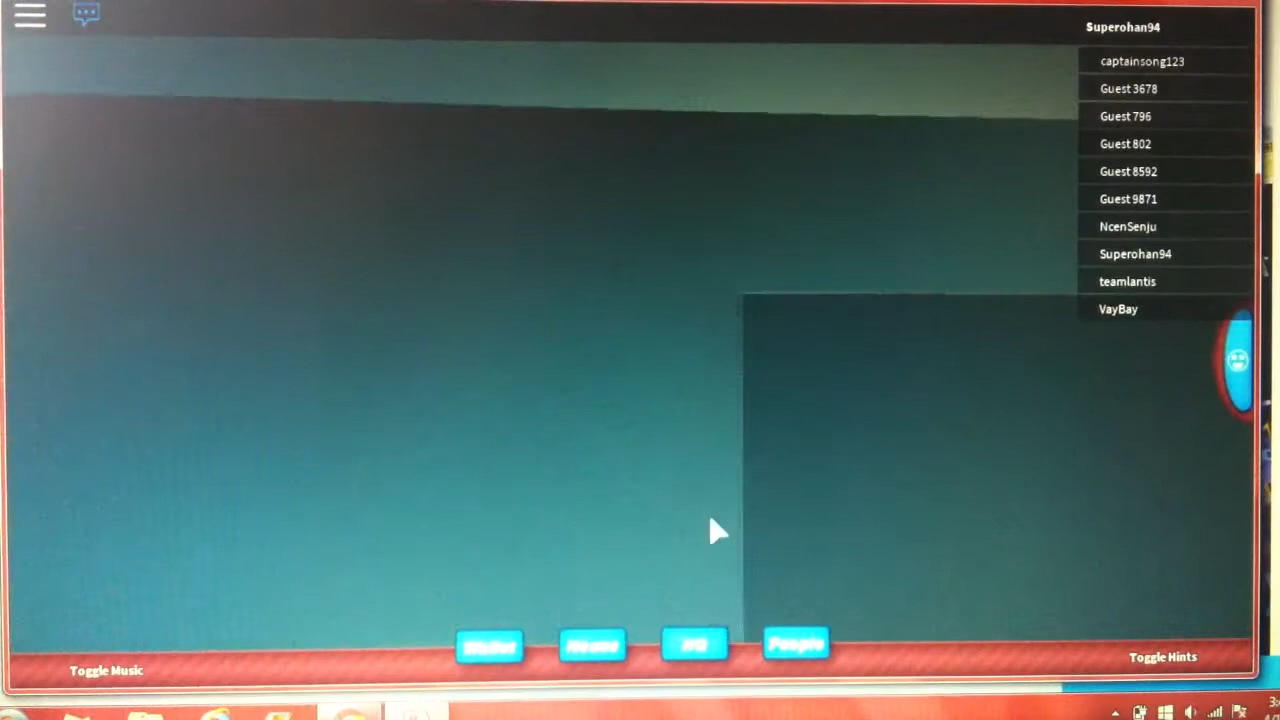 Superohan94
captainsong123
Guest 3678
Guest 796
Guest 802
Guest 8592
Guest 9871
NcenSenju
Superohan94
teamlantis
VayBay
People
Toggle Music
Toggle Hints